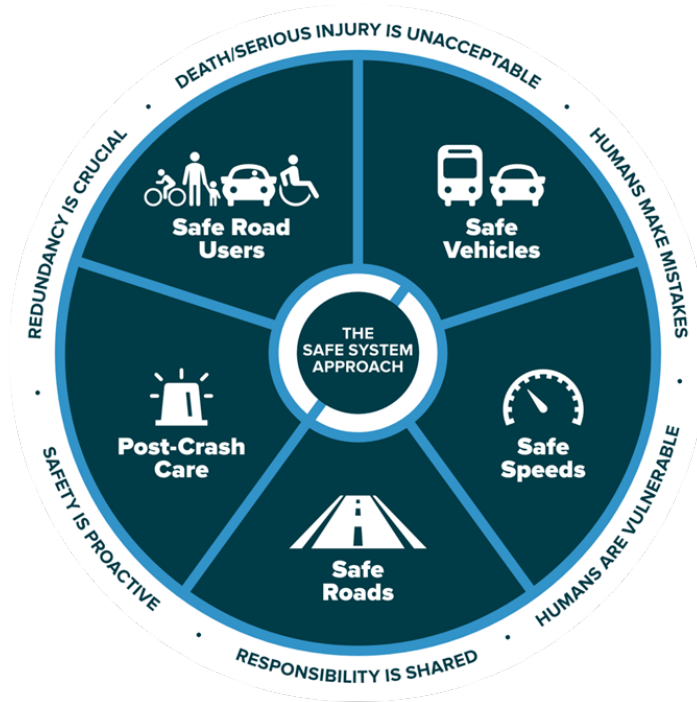 DEATH/SERIOUS INJURY IS UNACCEPTABLE
HUMANS MAKE MISTAKES
HUMANS ARE VULNERABLE
RESPONSIBILITY IS SHARED
SAFETY IS PROACTIVE
REDUNDANCY IS CRUCIAL
Safe Road
Users
Safe
Vehicles
Safe
Speeds
Safe
Roads
Post-Crash
Care
THE
SAFE SYSTEM
APPROACH